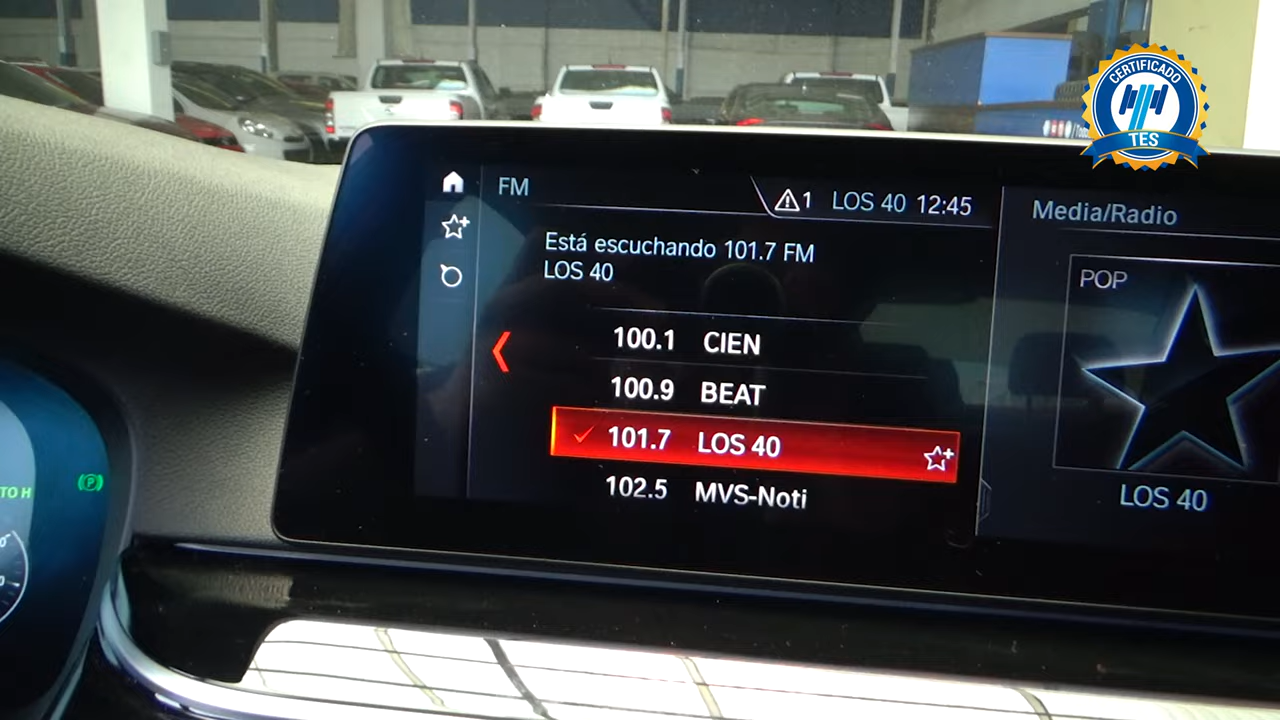 CERTIFICADO
TES
FM
1 LOS 40 12:45
Media/Radio
Está escuchando 101.7 FM
LOS 40
POP
100.1 CIEN
100.9 BEAT
101.7 LOS 40
102.5 MVS-Noti
LOS 40
TO H
(P)